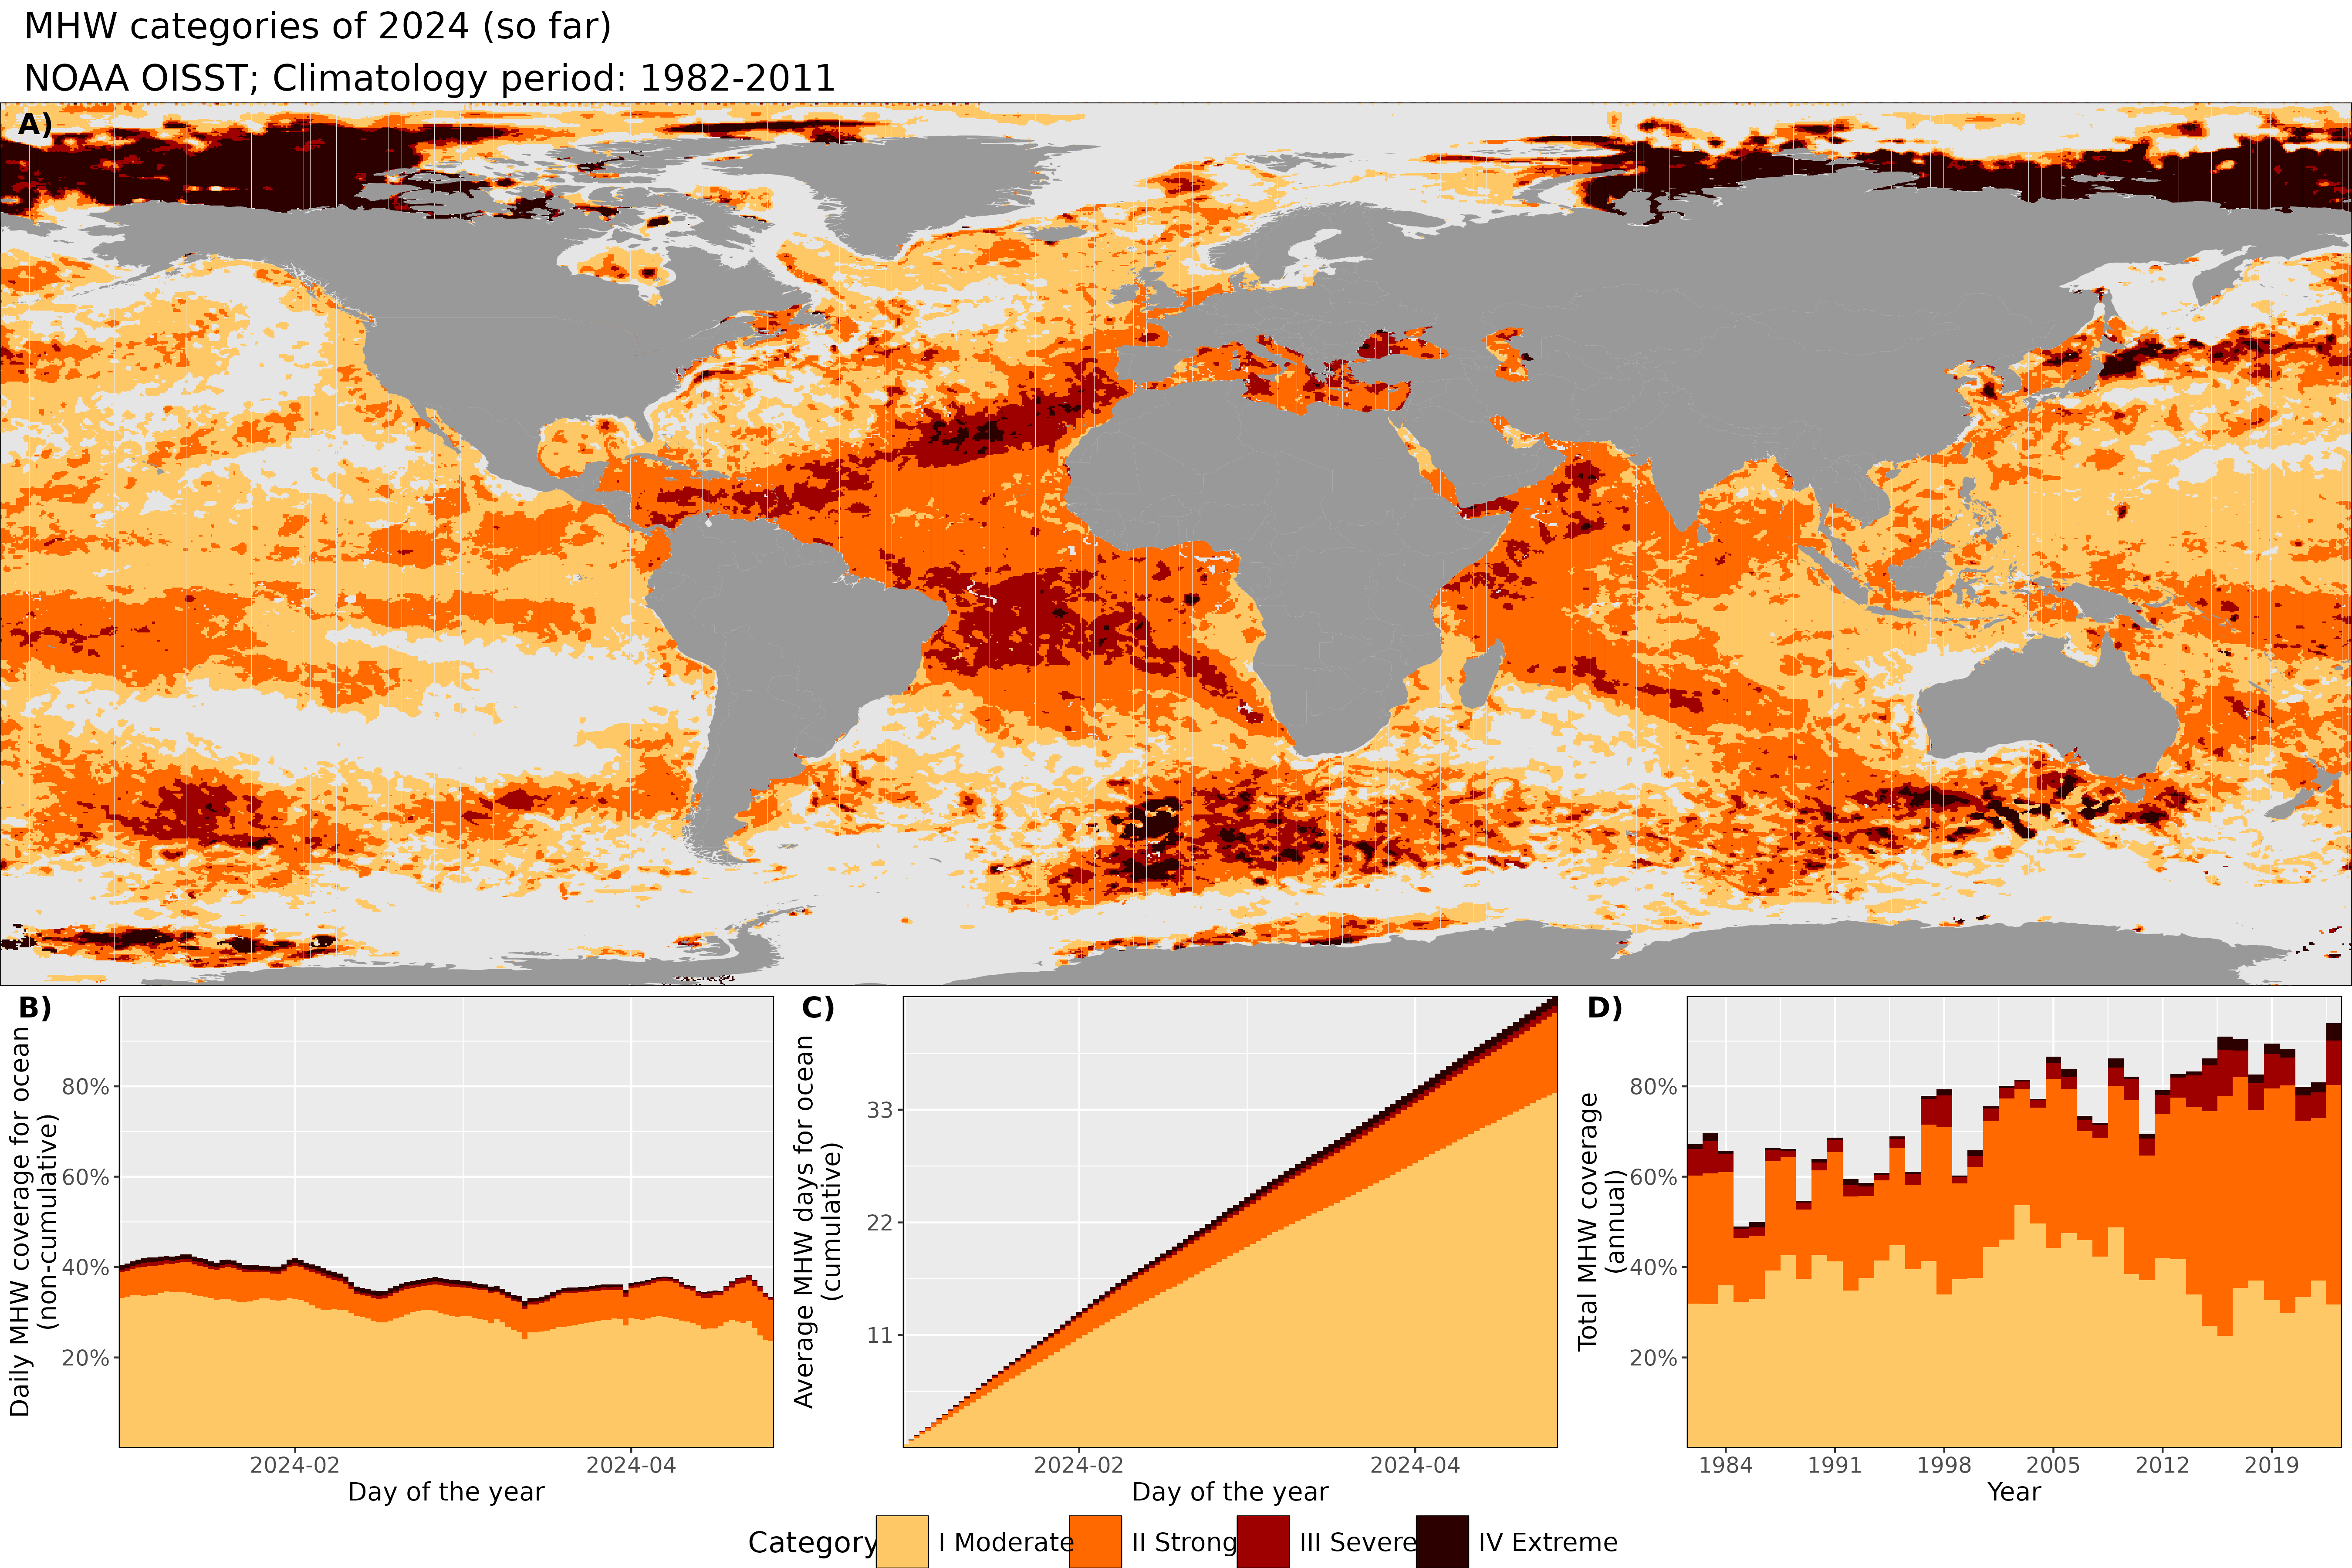 MHW categories of 2024 (so far)
NOAA OISST; Climatology period: 1982-2011
A)
B)
Daily MHW coverage for ocean
(non-cumulative)
80%
60%
40%
20%
2024-02
2024-04
Day of the year
C)
Average MHW days for ocean
(cumulative)
33
22
11
2024-02
2024-04
Day of the year
D)
Total MHW coverage
(annual)
80%
60%
40%
20%
1984
1991
1998
2005
2012
2019
Year
Category
I Moderate
II Strong
III Severe
IV Extreme